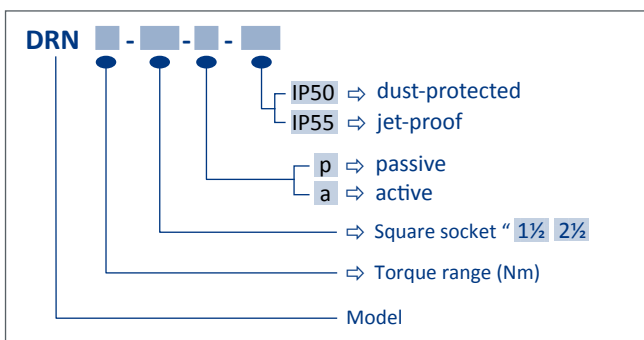 DRN - - -
IP50 ⇨ dust-protected
IP55 ⇨ jet-proof
p ⇨ passive
a ⇨ active
⇨ Square socket “ 1½ 2½
⇨ Torque range (Nm)
Model